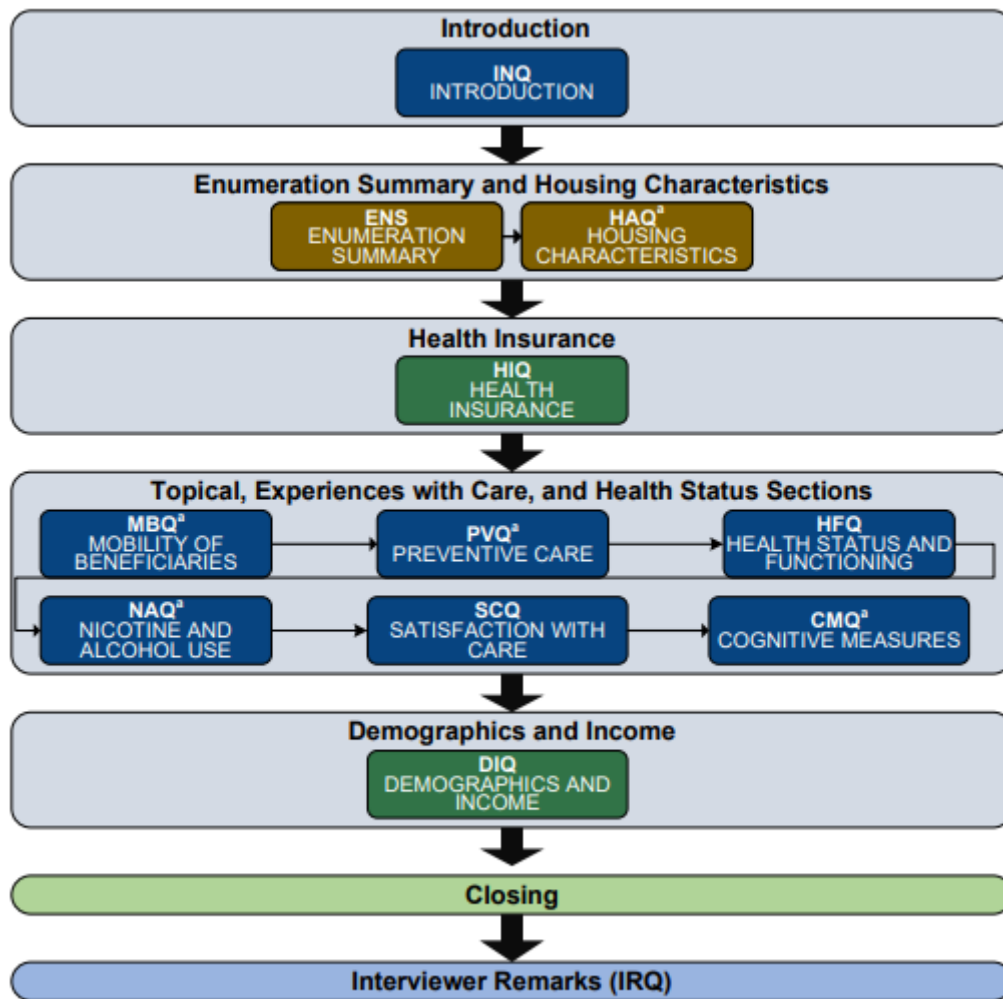 Introduction
INQ
INTRODUCTION
Enumeration Summary and Housing Characteristics
ENS
ENUMERATION
SUMMARY
HAQᵃ
HOUSING
CHARACTERISTICS
Health Insurance
HIQ
HEALTH
INSURANCE
Topical, Experiences with Care, and Health Status Sections
MBQᵃ
MOBILITY OF
BENEFICIARIES
PVQᵃ
PREVENTIVE CARE
HFQ
HEALTH STATUS AND
FUNCTIONING
NAQᵃ
NICOTINE AND
ALCOHOL USE
SCQ
SATISFACTION WITH
CARE
CMQᵃ
COGNITIVE MEASURES
Demographics and Income
DIQ
DEMOGRAPHICS AND
INCOME
Closing
Interviewer Remarks (IRQ)